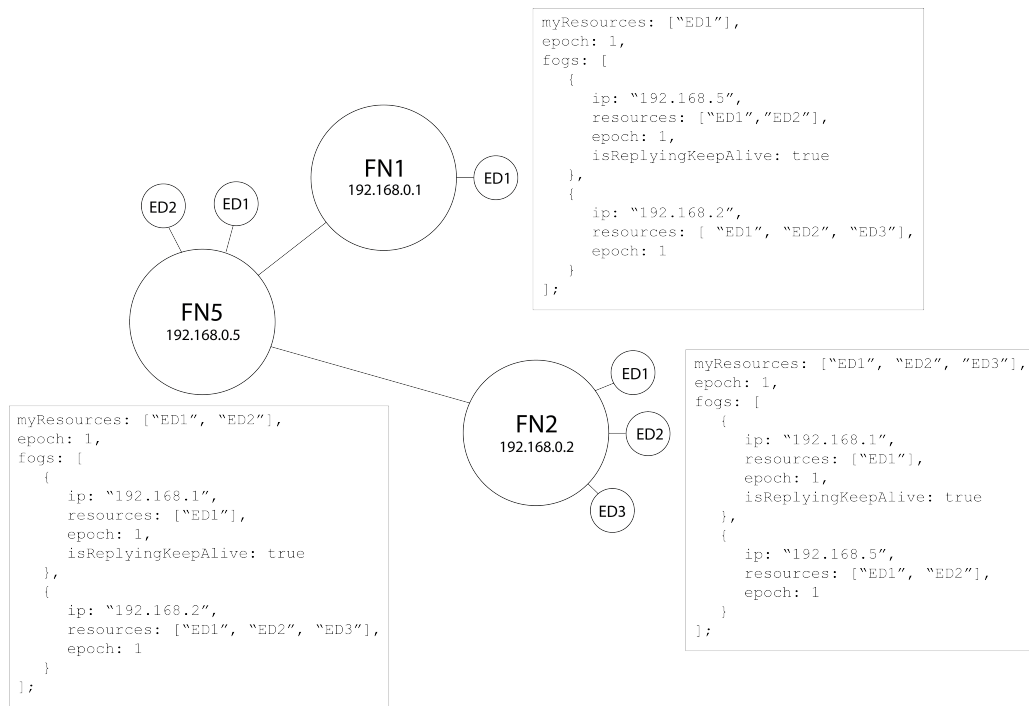 myResources: [“ED1”],
epoch: 1,
fogs: [
{
ip: “192.168.5”,
resources: [“ED1”,”ED2”],
epoch: 1,
isReplyingKeepAlive: true
},
{
ip: “192.168.2”,
resources: [ “ED1”, “ED2”, “ED3”],
epoch: 1
}
];
FN1
192.168.0.1
ED1
ED2
ED1
FN5
192.168.0.5
FN2
192.168.0.2
ED1
ED2
ED3
myResources: [“ED1”, “ED2”, ”ED3”],
epoch: 1,
fogs: [
{
ip: “192.168.1”,
resources: [“ED1”],
epoch: 1,
isReplyingKeepAlive: true
},
{
ip: “192.168.5”,
resources: [“ED1”, “ED2”],
epoch: 1
}
];
myResources: [“ED1”, “ED2”],
epoch: 1,
fogs: [
{
ip: “192.168.1”,
resources: [“ED1”],
epoch: 1,
isReplyingKeepAlive: true
},
{
ip: “192.168.2”,
resources: [“ED1”, “ED2”, “ED3”],
epoch: 1
}
];